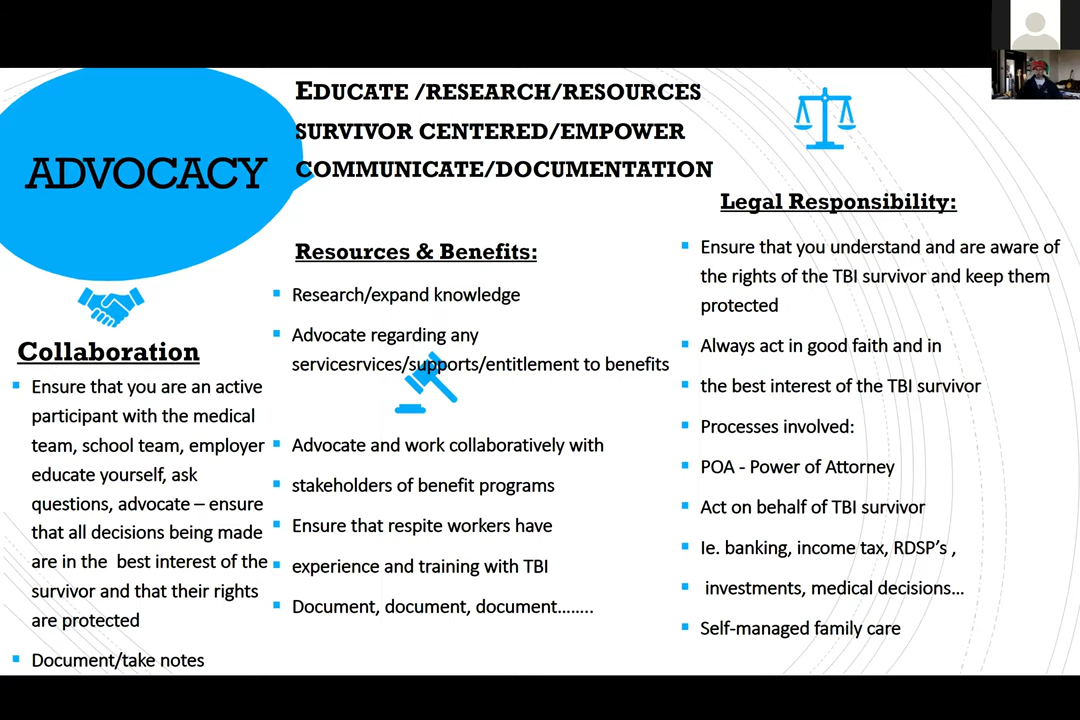 ADVOCACY
EDUCATE /RESEARCH/RESOURCES
SURVIVOR CENTERED/EMPOWER
COMMUNICATE/DOCUMENTATION
Collaboration
Ensure that you are an active
participant with the medical
team, school team, employer
educate yourself, ask
questions, advocate – ensure
that all decisions being made
are in the best interest of the
survivor and that their rights
are protected
Document/take notes
Resources & Benefits:
Research/expand knowledge
Advocate regarding any
servicesrvices/supports/entitlement to benefits
Advocate and work collaboratively with
stakeholders of benefit programs
Ensure that respite workers have
experience and training with TBI
Document, document, document........
Legal Responsibility:
Ensure that you understand and are aware of
the rights of the TBI survivor and keep them
protected
Always act in good faith and in
the best interest of the TBI survivor
Processes involved:
POA - Power of Attorney
Act on behalf of TBI survivor
Ie. banking, income tax, RDSP's ,
investments, medical decisions...
Self-managed family care